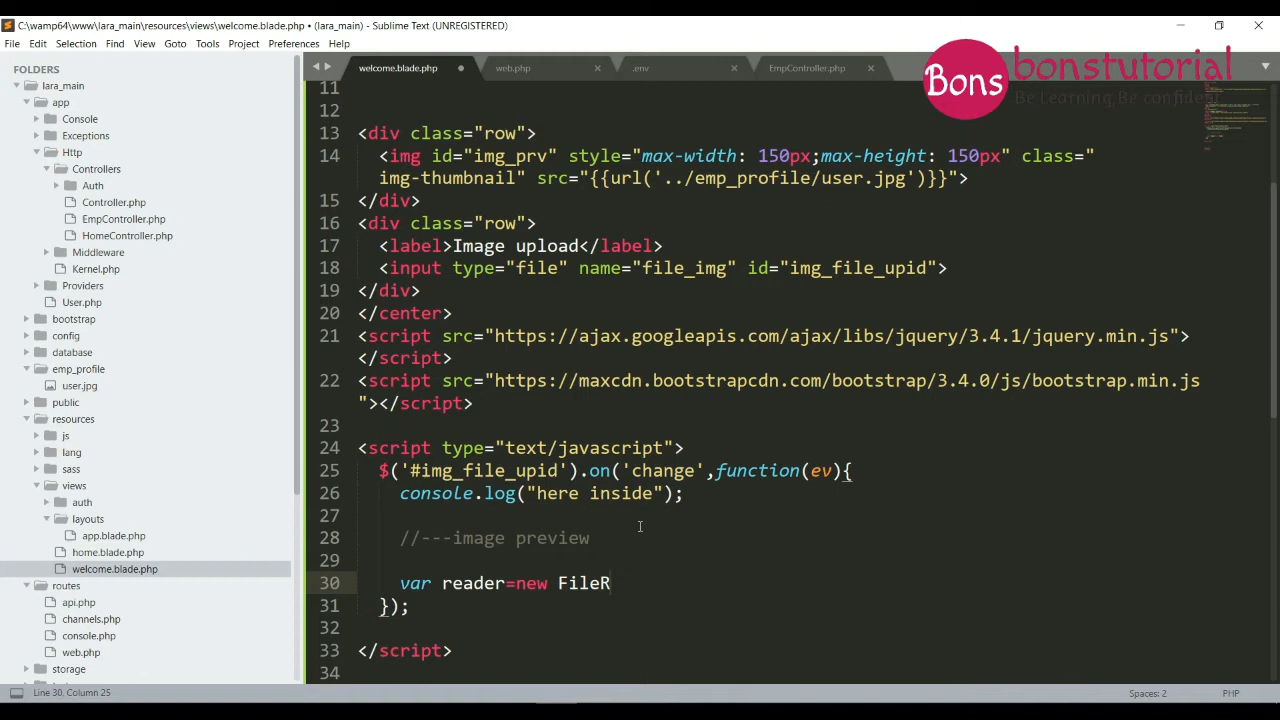 C:\wamp64\www\lara_main\resources\views\welcome.blade.php • (lara_main) - Sublime Text (UNREGISTERED)
File Edit Selection Find View Goto Tools Project Preferences Help
FOLDERS
lara_main
app
Console
Exceptions
Http
Controllers
Auth
Controller.php
EmpController.php
HomeController.php
Middleware
Kernel.php
Providers
User.php
bootstrap
config
database
emp_profile
user.jpg
public
resources
js
lang
sass
views
auth
layouts
app.blade.php
home.blade.php
welcome.blade.php
routes
api.php
channels.php
console.php
web.php
storage
welcome.blade.php web.php .env EmpController.php
Bons bonstutorial
Be Learning, Be confident
11
12
13 <div class="row">
14 <img id="img_prv" style="max-width: 150px;max-height: 150px" class="
img-thumbnail" src="{{url('../emp_profile/user.jpg')}}">
15 </div>
16 <div class="row">
17 <label>Image upload</label>
18 <input type="file" name="file_img" id="img_file_upid">
19 </div>
20 </center>
21 <script src="https://ajax.googleapis.com/ajax/libs/jquery/3.4.1/jquery.min.js">
</script>
22 <script src="https://maxcdn.bootstrapcdn.com/bootstrap/3.4.0/js/bootstrap.min.js
"></script>
23
24 <script type="text/javascript">
25 $('#img_file_upid').on('change',function(ev){
26 console.log("here inside");
27
28 //---image preview
29
30 var reader=new FileR
31 });
32
33 </script>
34
Line 30, Column 25 Spaces: 2 PHP